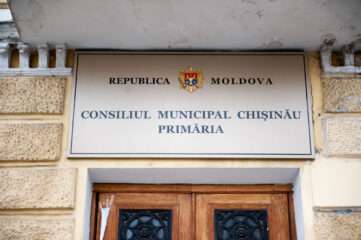 REPUBLICA MOLDOVA
CONSILIUL MUNICIPAL CHIŞINĂU
PRIMĂRIA